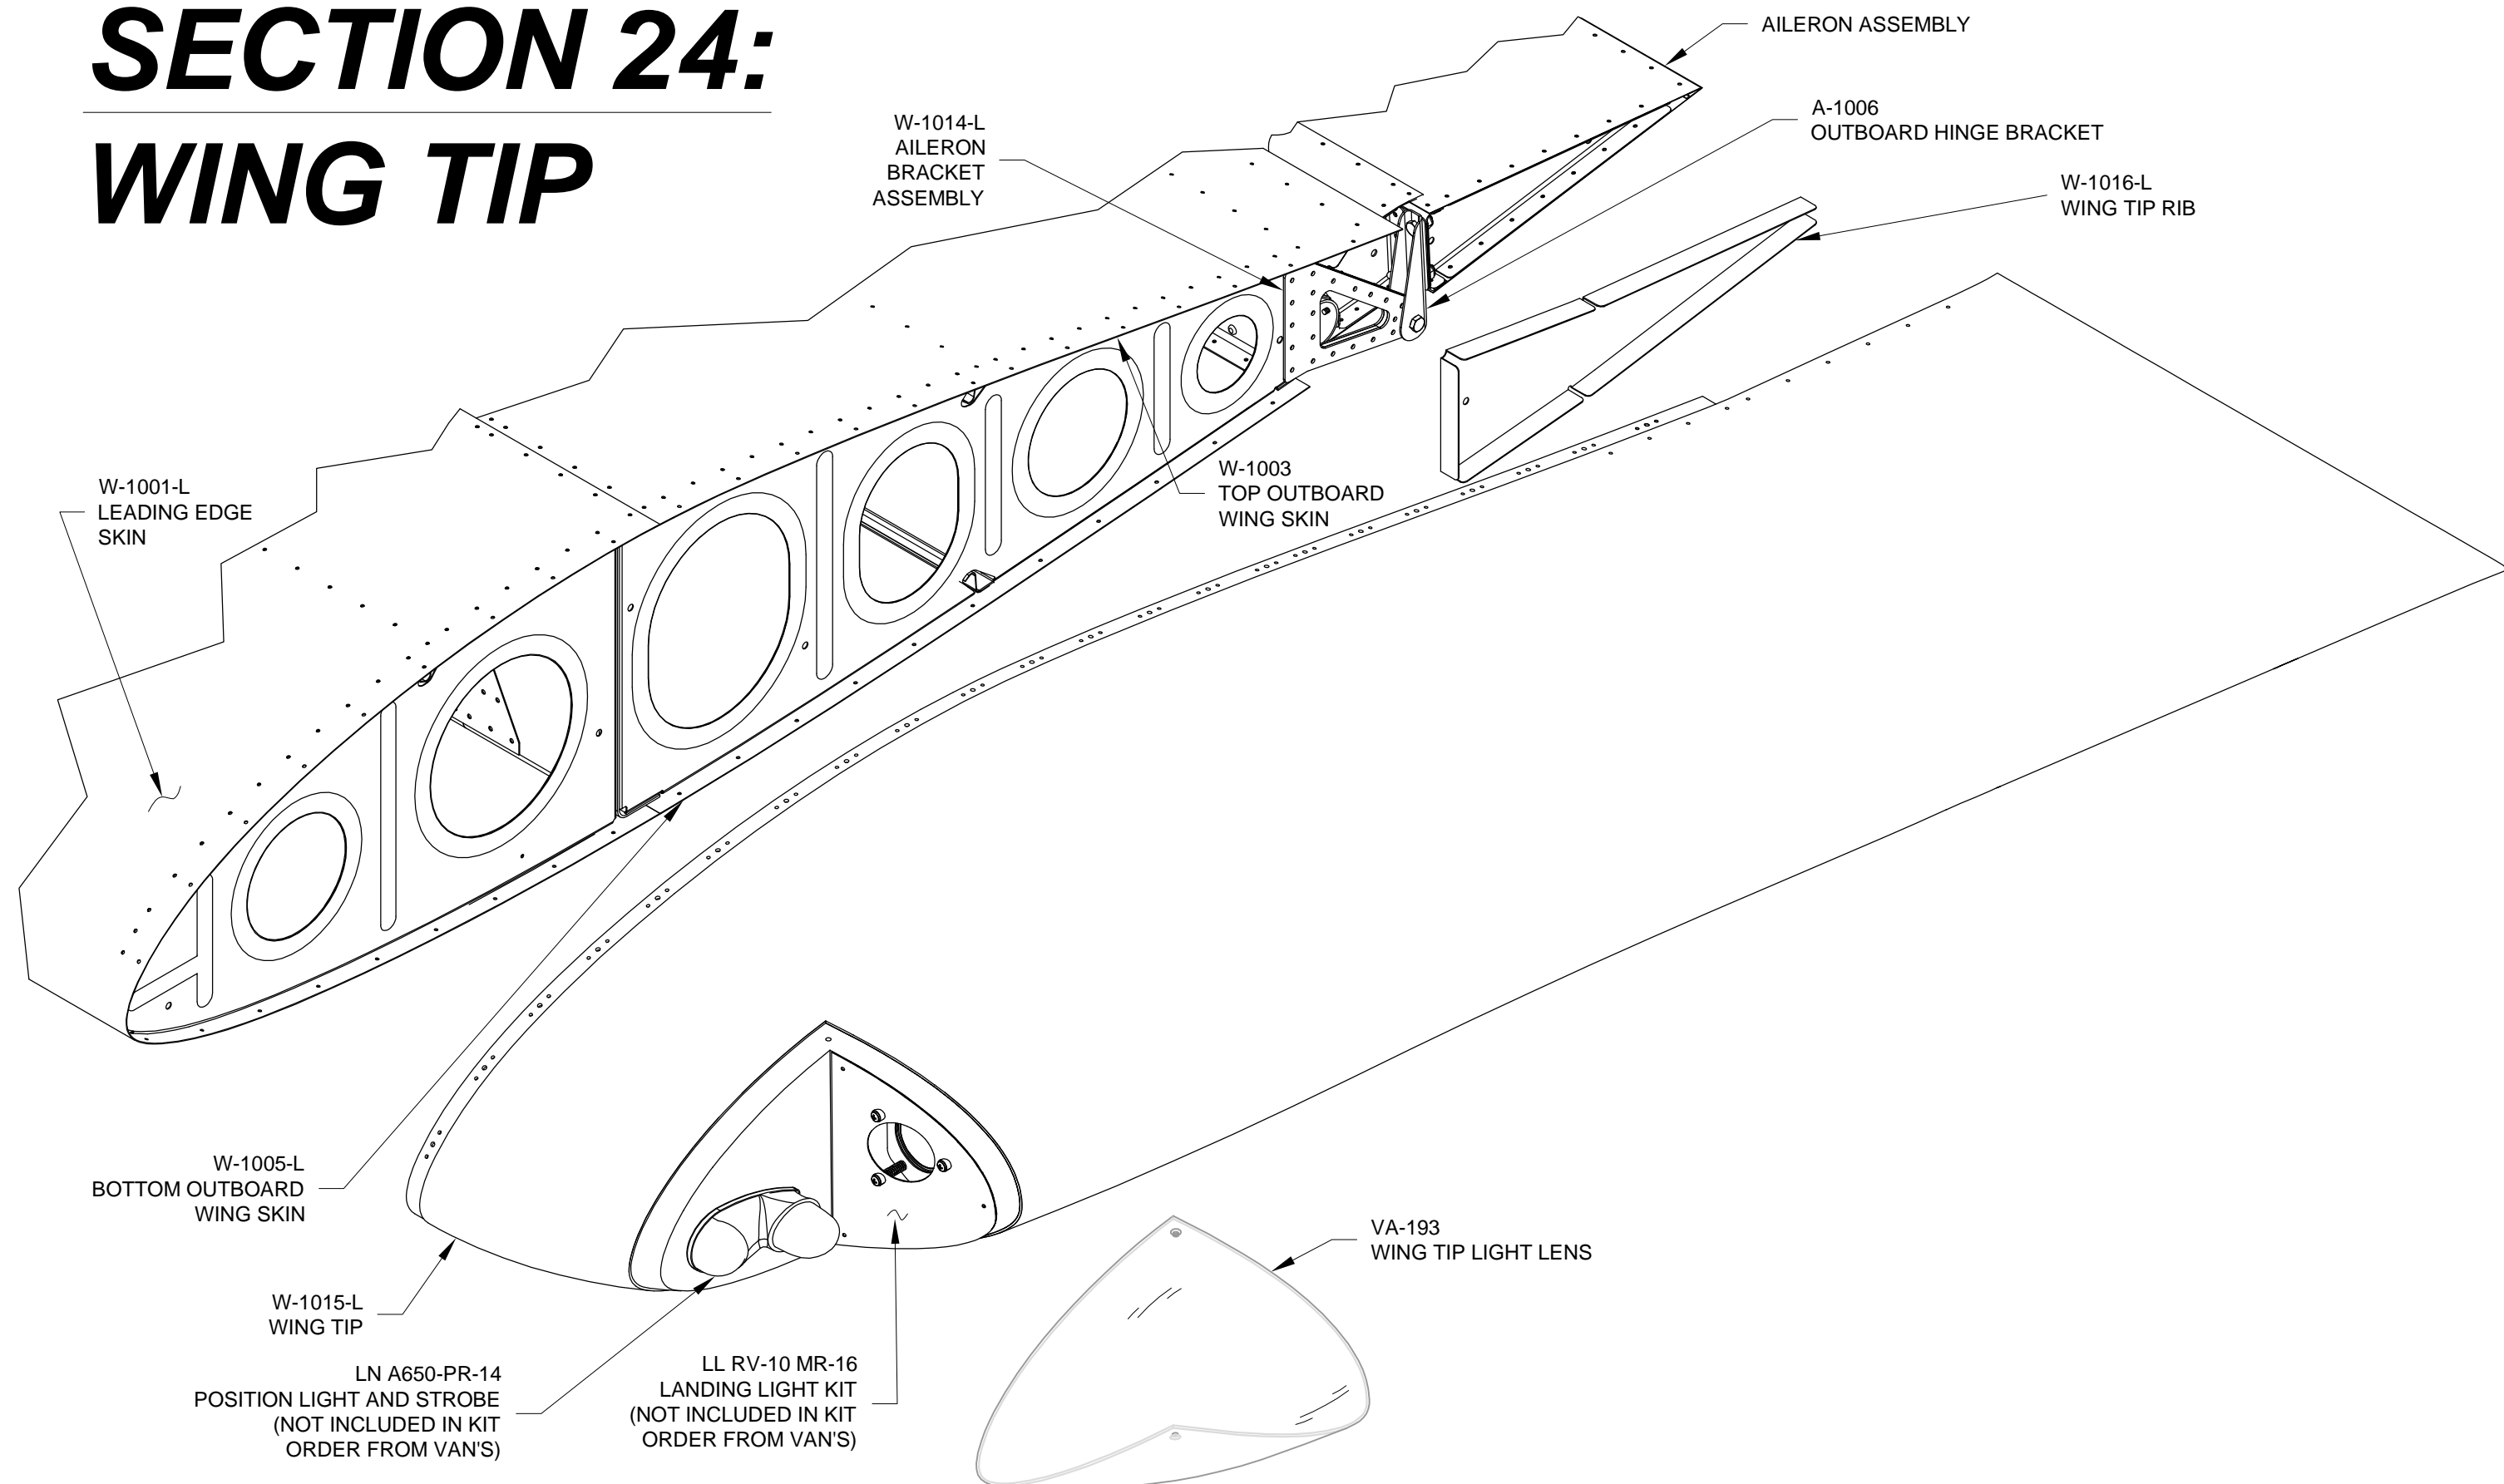 SECTION 24:
WING TIP
AILERON ASSEMBLY
A-1006
OUTBOARD HINGE BRACKET
W-1014-L
AILERON
BRACKET
ASSEMBLY
W-1016-L
WING TIP RIB
W-1003
TOP OUTBOARD
WING SKIN
W-1001-L
LEADING EDGE
SKIN
W-1005-L
BOTTOM OUTBOARD
WING SKIN
W-1015-L
WING TIP
LN A650-PR-14
POSITION LIGHT AND STROBE
(NOT INCLUDED IN KIT
ORDER FROM VAN'S)
LL RV-10 MR-16
LANDING LIGHT KIT
(NOT INCLUDED IN KIT
ORDER FROM VAN'S)
VA-193
WING TIP LIGHT LENS